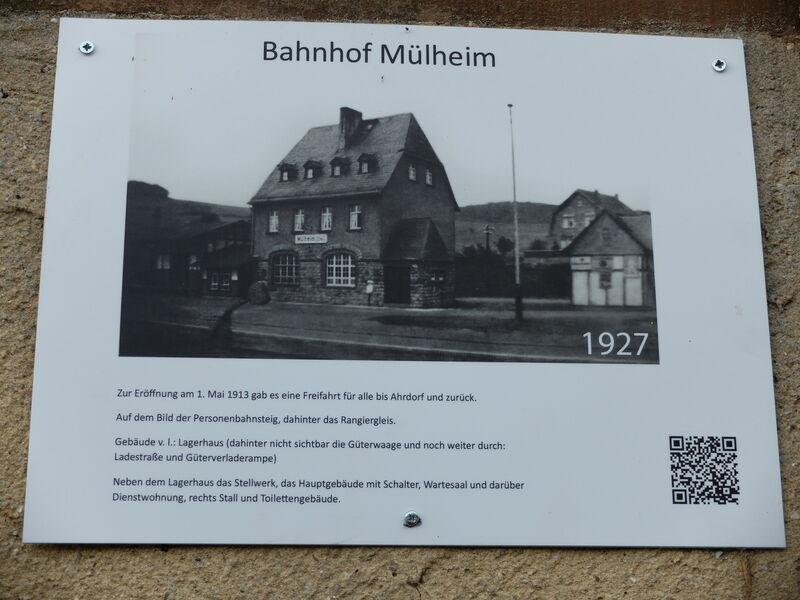 Bahnhof Mülheim
Mülheim
1927
Zur Eröffnung am 1. Mai 1913 gab es eine Freifahrt für alle bis Ahrdorf und zurück.
Auf dem Bild der Personenbahnsteig, dahinter das Rangiergleis.
Gebäude v. l.: Lagerhaus (dahinter nicht sichtbar die Güterwaage und noch weiter durch:
Ladestraße und Güterverladerampe)
Neben dem Lagerhaus das Stellwerk, das Hauptgebäude mit Schalter, Wartesaal und darüber
Dienstwohnung, rechts Stall und Toilettengebäude.